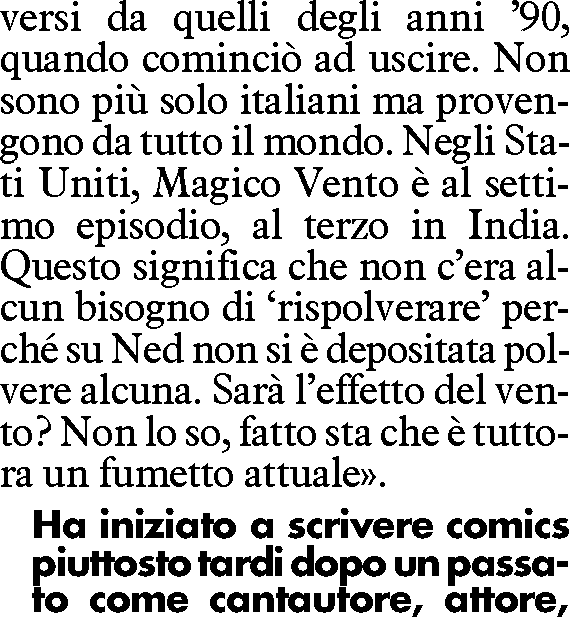 versi da quelli degli anni ’90,
quando cominciò ad uscire. Non
sono più solo italiani ma proven-
gono da tutto il mondo. Negli Sta-
ti Uniti, Magico Vento è al setti-
mo episodio, al terzo in India.
Questo significa che non c’era al-
cun bisogno di ‘rispolverare’ per-
ché su Ned non si è depositata pol-
vere alcuna. Sarà l’effetto del ven-
to? Non lo so, fatto sta che è tutto-
ra un fumetto attuale».
Ha iniziato a scrivere comics
piuttosto tardi dopo un passa-
to come cantautore, attore,